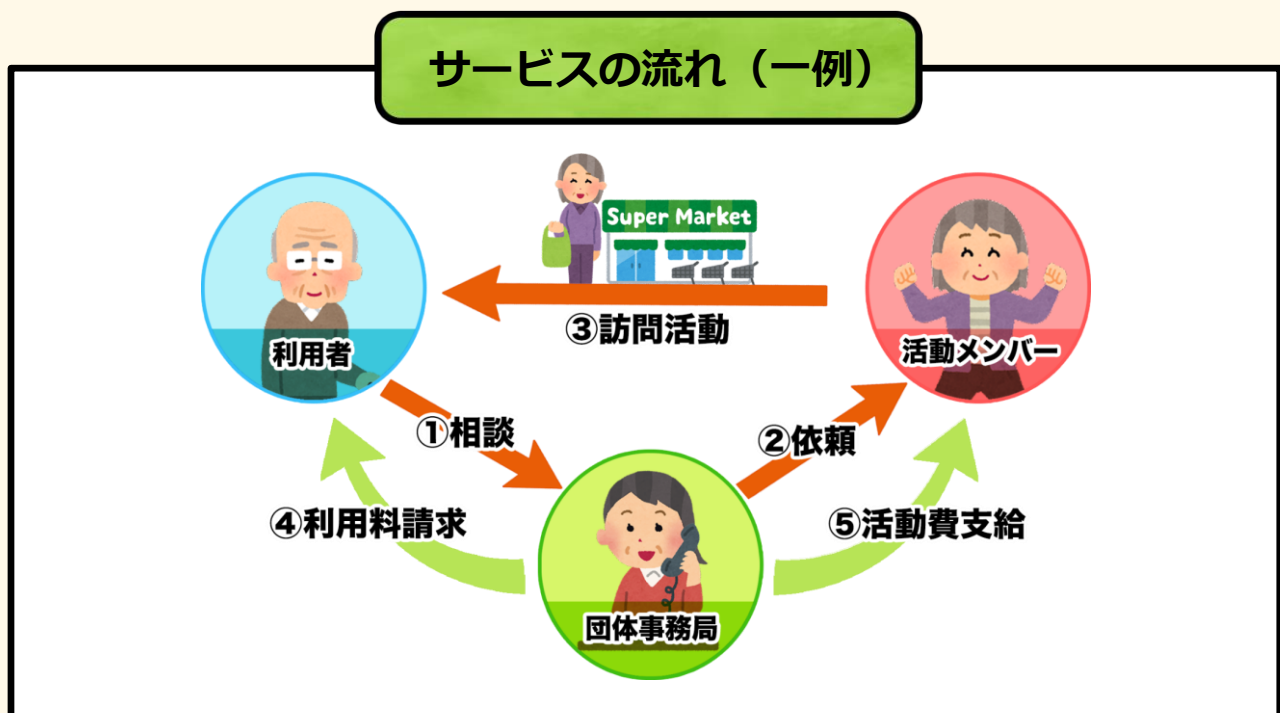 サービスの流れ（一例）
Super Market
③訪問活動
利用者
活動メンバー
①相談
②依頼
④利用料請求
⑤活動費支給
団体事務局